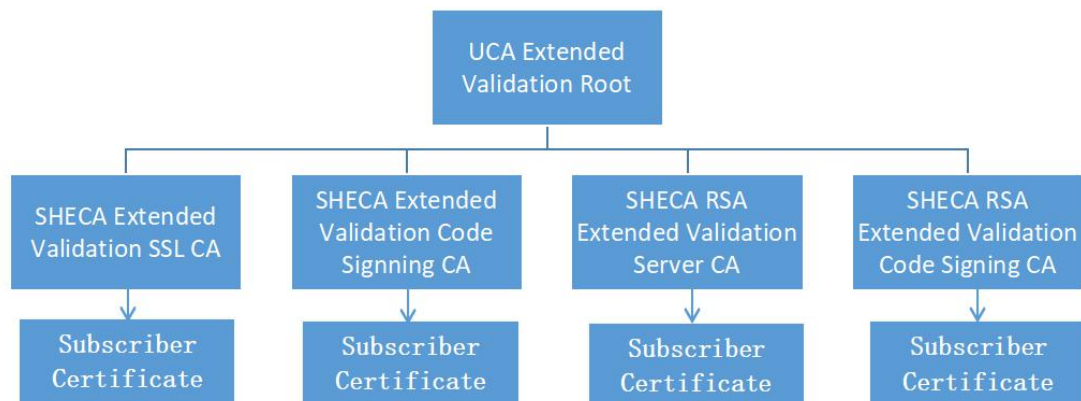 UCA Extended
Validation Root
SHECA Extended
Validation SSL CA
SHECA Extended
Validation Code
Signning CA
SHECA RSA
Extended Validation
Server CA
SHECA RSA
Extended Validation
Code Signing CA
Subscriber
Certificate
Subscriber
Certificate
Subscriber
Certificate
Subscriber
Certificate